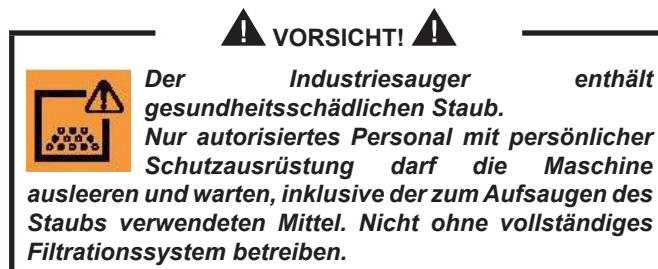 VORSICHT!
Der Industriesauger enthält
gesundheitsschädlichen Staub.
Nur autorisiertes Personal mit persönlicher
Schutzausrüstung darf die Maschine
ausleeren und warten, inklusive der zum Aufsaugen des
Staubs verwendeten Mittel. Nicht ohne vollständiges
Filtrationssystem betreiben.